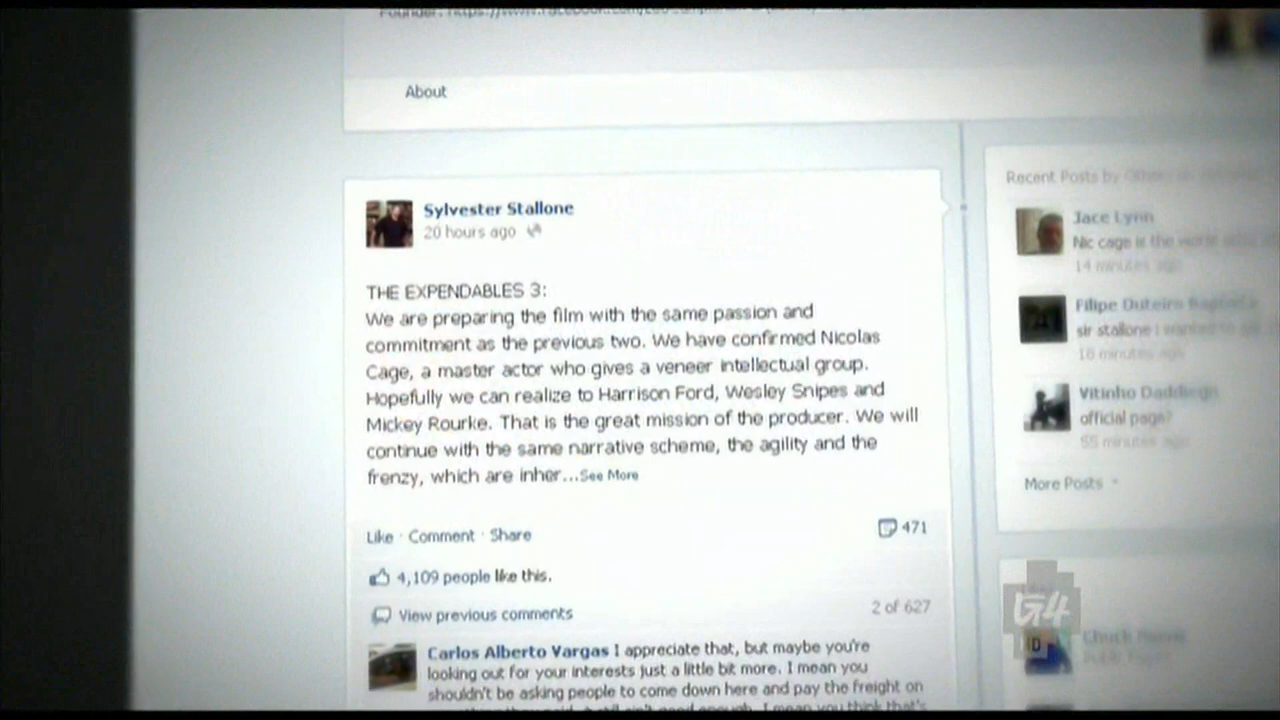 About
Sylvester Stallone
20 hours ago
THE EXPENDABLES 3:
We are preparing the film with the same passion and
commitment as the previous two. We have confirmed Nicolas
Cage, a master actor who gives a veneer intellectual group.
Hopefully we can realize to Harrison Ford, Wesley Snipes and
Mickey Rourke. That is the great mission of the producer. We will
continue with the same narrative scheme, the agility and the
frenzy, which are inher...See More
Like · Comment · Share
471
4,109 people like this.
View previous comments
2 of 627
Carlos Alberto Vargas I appreciate that, but maybe you're
looking out for your interests just a little bit more. I mean you
shouldn't be asking people to come down here and pay the freight on
Recent Posts by
Jace Lynn
Nic cage is the
14 minutes ago
Filipe Outeiro
sir stallone i wanted to
18 minutes ago
Vitinho Daddiego
official page?
55 minutes ago
More Posts
G4
Chuck Norris